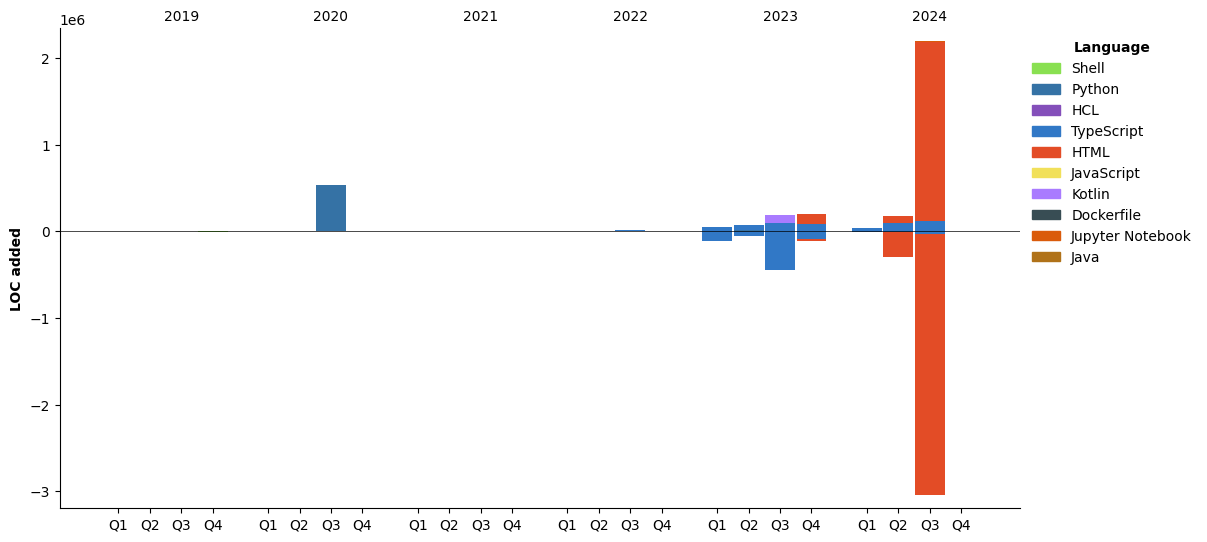 1e6
2019 2020 2021 2022 2023 2024
2
1
0
−1
−2
−3
LOC added
Q1 Q2 Q3 Q4 Q1 Q2 Q3 Q4 Q1 Q2 Q3 Q4 Q1 Q2 Q3 Q4 Q1 Q2 Q3 Q4 Q1 Q2 Q3 Q4
Language
Shell
Python
HCL
TypeScript
HTML
JavaScript
Kotlin
Dockerfile
Jupyter Notebook
Java